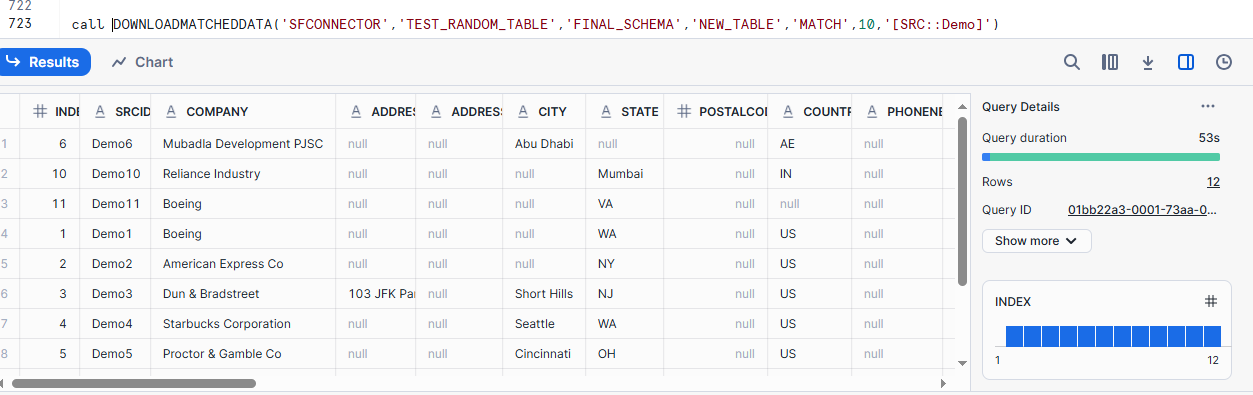 722
723 call DOWNLOADMATCHEDDATA('SFCONNECTOR','TEST_RANDOM_TABLE','FINAL_SCHEMA','NEW_TABLE','MATCH',10,'[SRC::Demo]')
Results Chart
INDE SRCID COMPANY ADDRES ADDRESS CITY STATE POSTALCOI COUNTR PHONENE
1 6 Demo6 Mubadla Development PJSC null null Abu Dhabi null null AE null
2 10 Demo10 Reliance Industry null null null Mumbai null IN null
3 11 Demo11 Boeing null null null VA null null null
4 1 Demo1 Boeing null null null WA null US null
5 2 Demo2 American Express Co null null null NY null US null
6 3 Demo3 Dun & Bradstreet 103 JFK Par null Short Hills NJ null US null
7 4 Demo4 Starbucks Corporation null null Seattle WA null US null
8 5 Demo5 Proctor & Gamble Co null null Cincinnati OH null US null
Query Details ...
Query duration 53s
Rows 12
Query ID 01bb22a3-0001-73aa-0...
Show more
INDEX
1 12